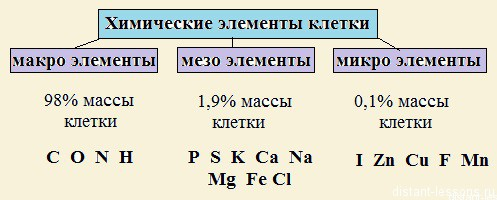 Химические элементы клетки
макро элементы
мезо элементы
микро элементы
98% массы
клетки
1,9% массы
клетки
0,1% массы
клетки
C O N H
P S K Ca Na
Mg Fe Cl
I Zn Cu F Mn
distant-lessons.ru